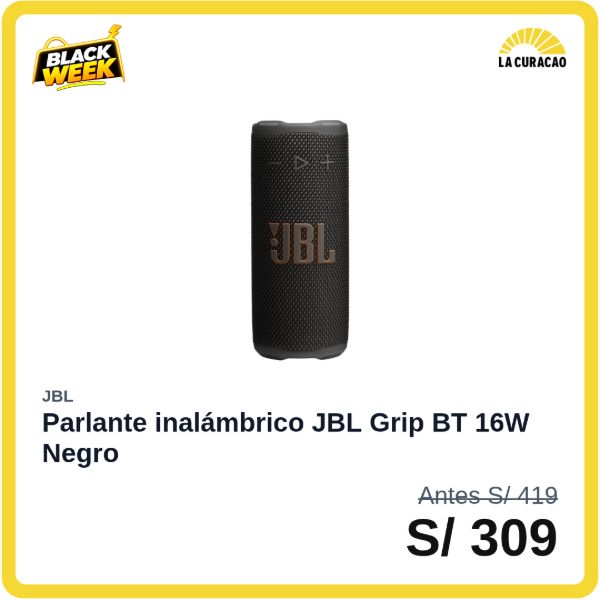 BLACK
WEEK
LA CURACAO
JBL
JBL
Parlante inalámbrico JBL Grip BT 16W
Negro
Antes S/ 419
S/ 309